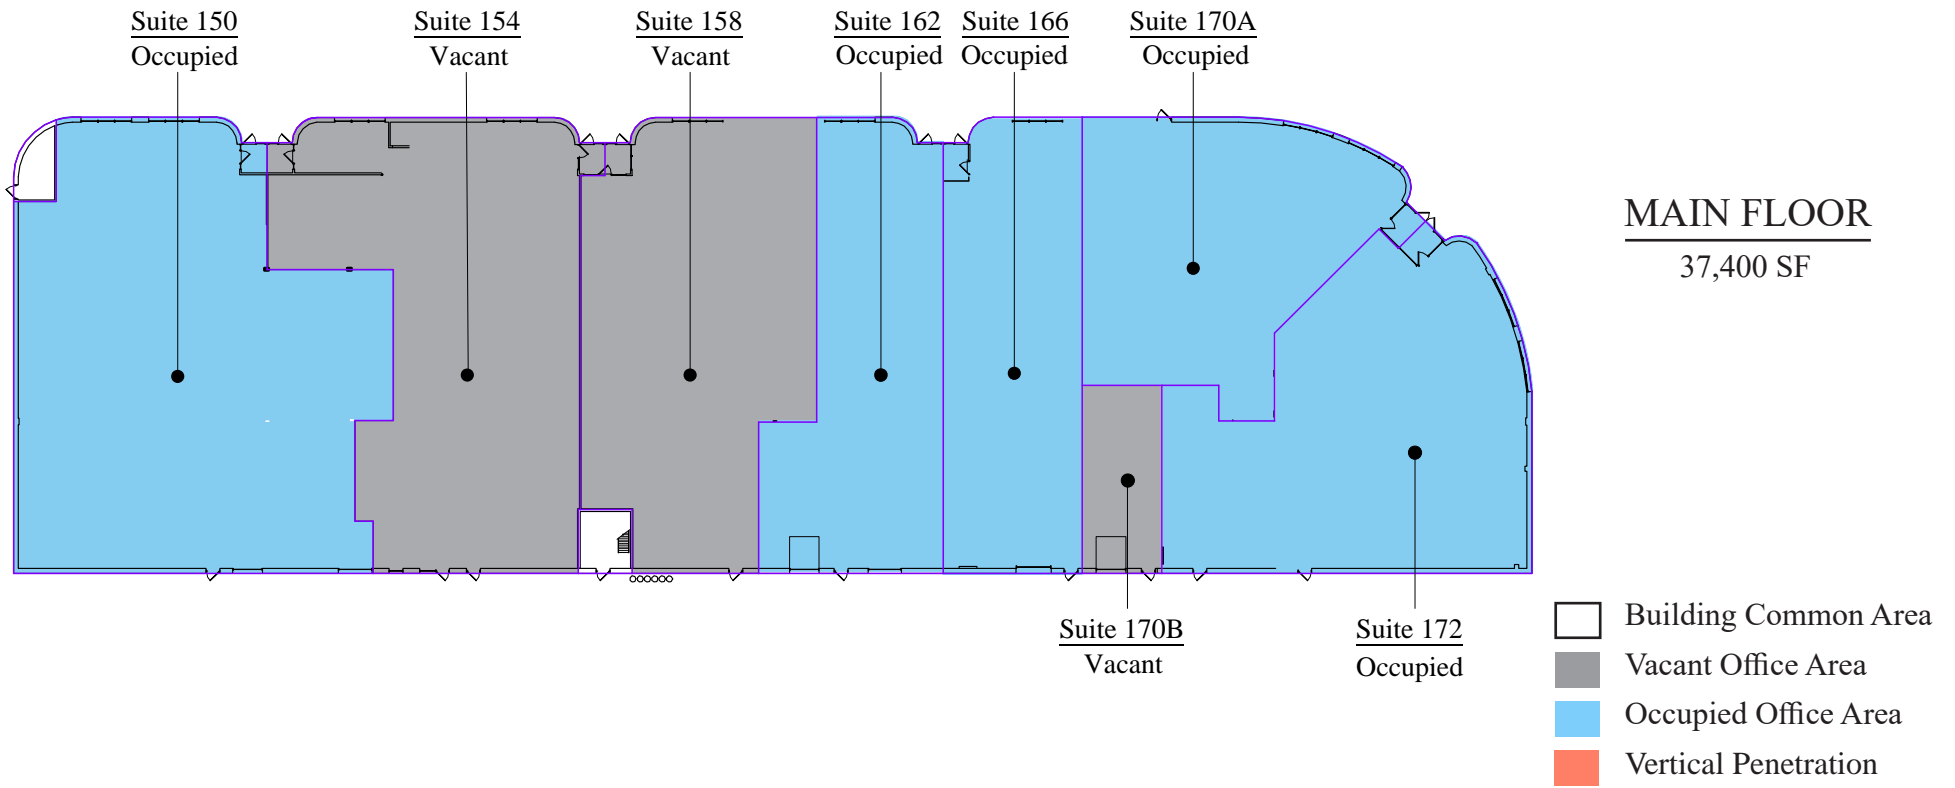 Suite 150
Occupied
Suite 154
Vacant
Suite 158
Vacant
Suite 162
Occupied
Suite 166
Occupied
Suite 170A
Occupied
MAIN FLOOR
37,400 SF
Suite 170B
Vacant
Suite 172
Occupied
Building Common Area
Vacant Office Area
Occupied Office Area
Vertical Penetration